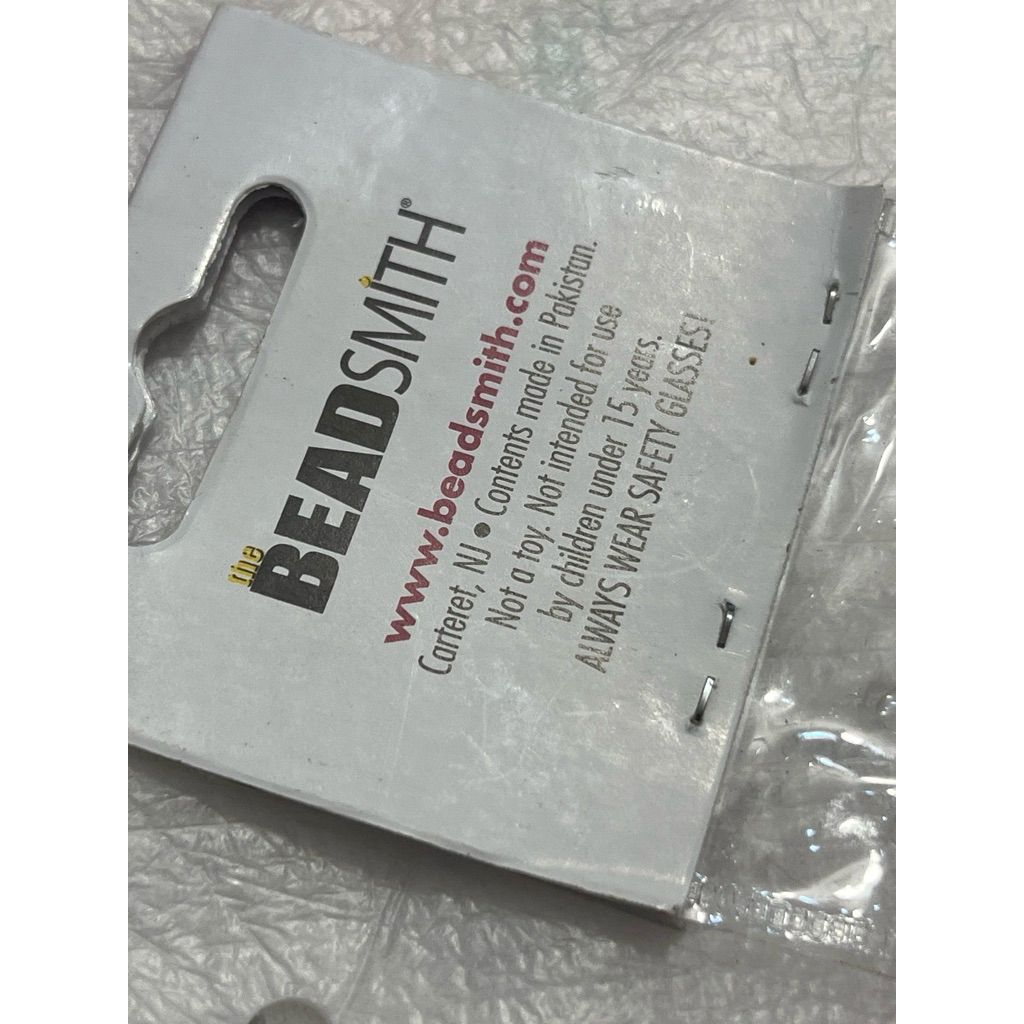 the
BEADSMITH®
www.beadsmith.com
Carteret, NJ • Contents made in Pakistan.
Not a toy. Not intended for use
by children under 15 years.
ALWAYS WEAR SAFETY GLASSES!